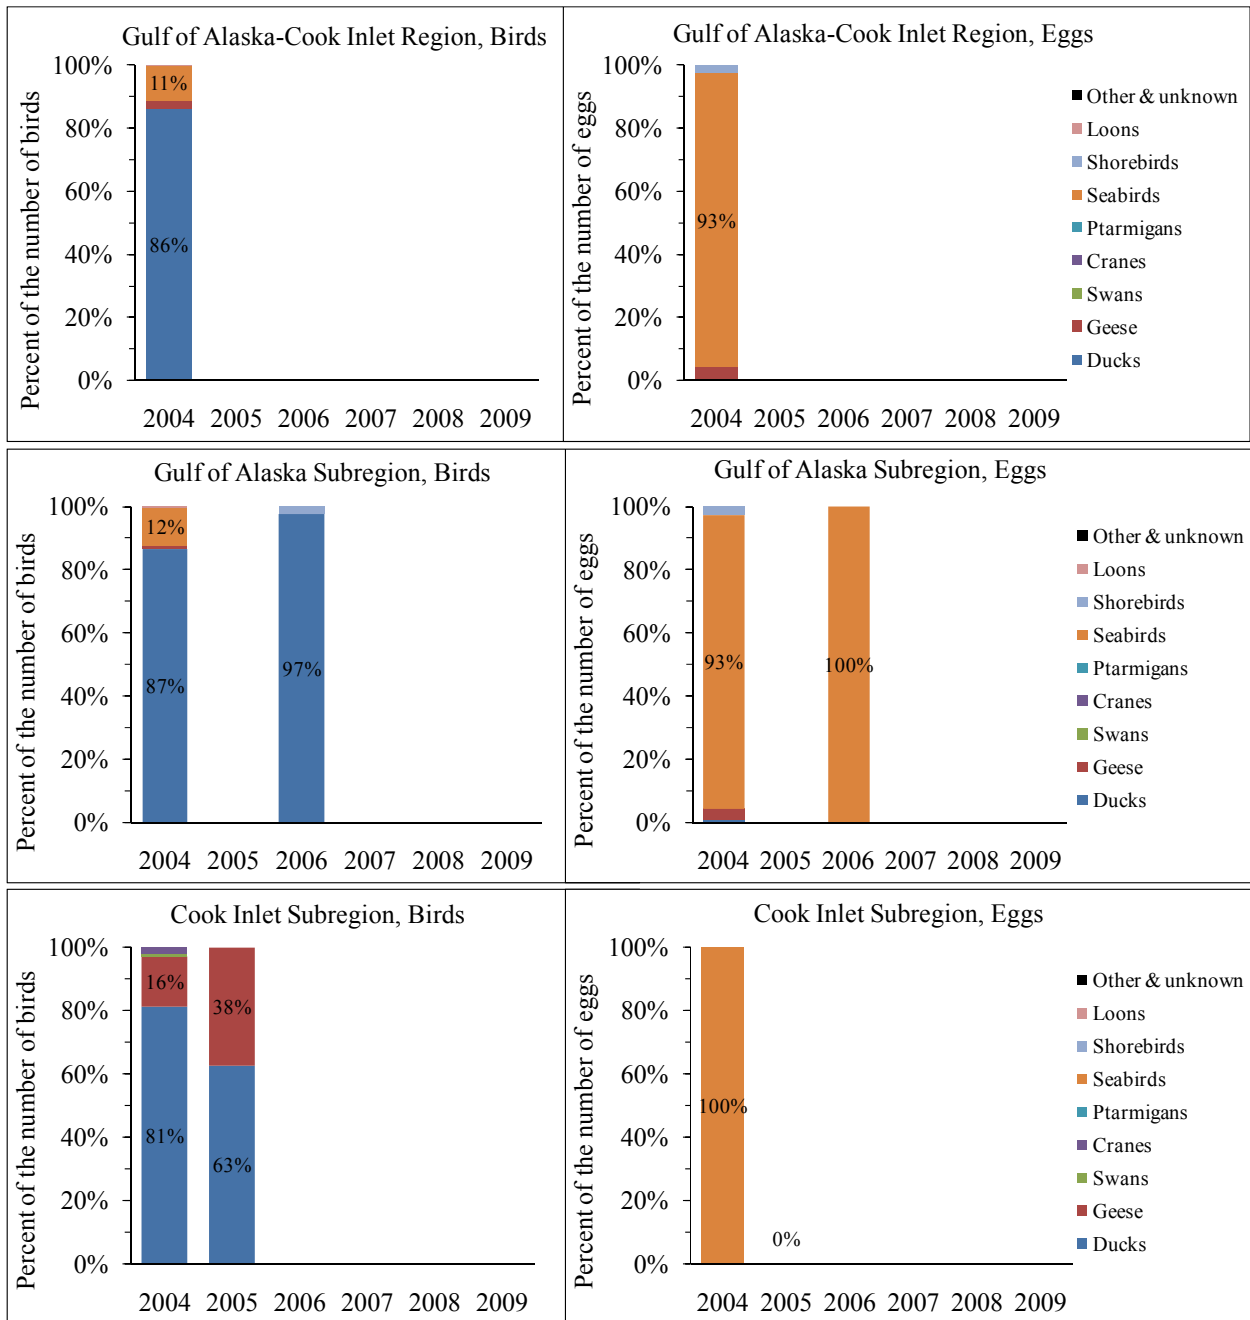 Gulf of Alaska-Cook Inlet Region, Birds
Percent of the number of birds
100%
80%
60%
40%
20%
0%
11%
86%
2004 2005 2006 2007 2008 2009
Gulf of Alaska-Cook Inlet Region, Eggs
Percent of the number of eggs
100%
80%
60%
40%
20%
0%
93%
2004 2005 2006 2007 2008 2009
Other & unknown
Loons
Shorebirds
Seabirds
Ptarmigans
Cranes
Swans
Geese
Ducks
Gulf of Alaska Subregion, Birds
Percent of the number of birds
100%
80%
60%
40%
20%
0%
12%
87%
97%
2004 2005 2006 2007 2008 2009
Gulf of Alaska Subregion, Eggs
Percent of the number of eggs
100%
80%
60%
40%
20%
0%
93%
100%
2004 2005 2006 2007 2008 2009
Other & unknown
Loons
Shorebirds
Seabirds
Ptarmigans
Cranes
Swans
Geese
Ducks
Cook Inlet Subregion, Birds
Percent of the number of birds
100%
80%
60%
40%
20%
0%
16%
81%
38%
63%
2004 2005 2006 2007 2008 2009
Cook Inlet Subregion, Eggs
Percent of the number of eggs
100%
80%
60%
40%
20%
0%
100%
0%
2004 2005 2006 2007 2008 2009
Other & unknown
Loons
Shorebirds
Seabirds
Ptarmigans
Cranes
Swans
Geese
Ducks